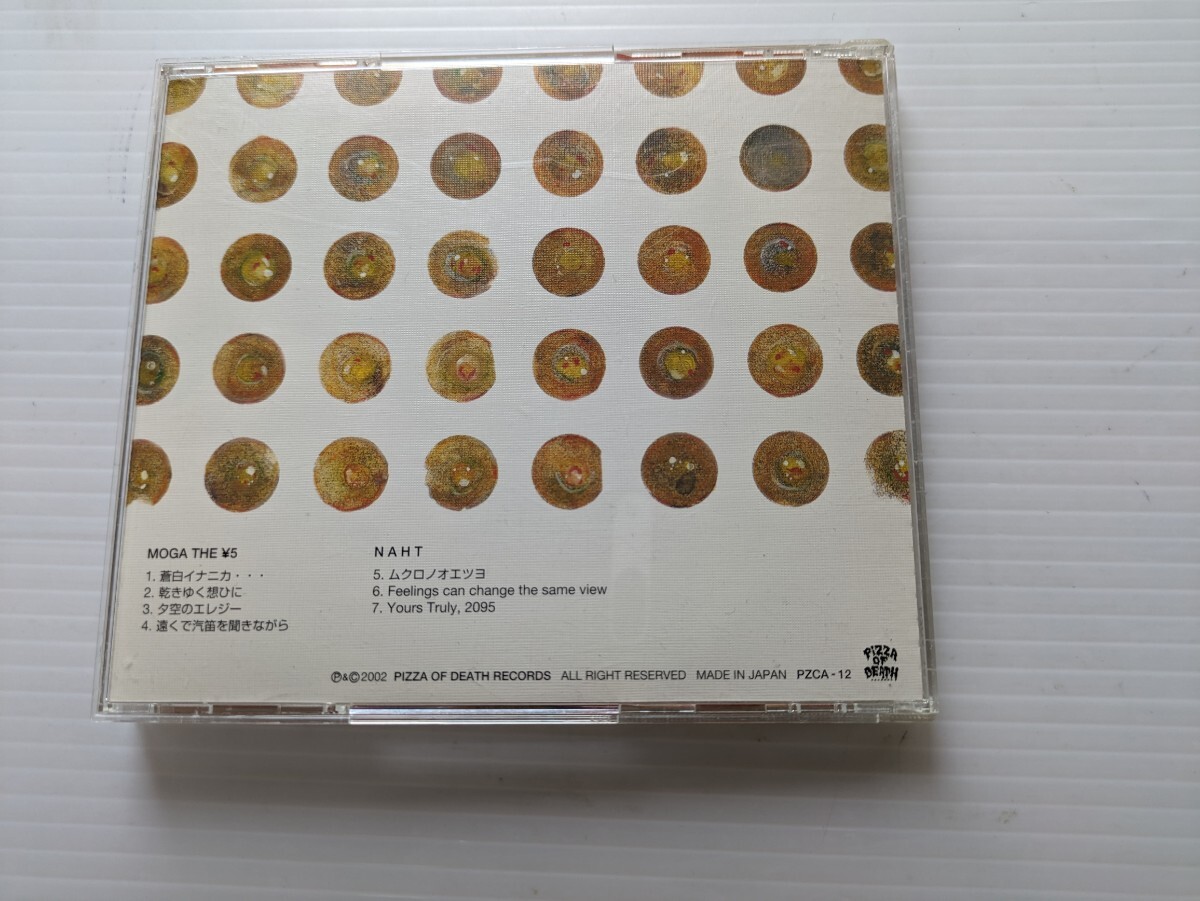 MOGA THE ¥5
1. 蒼白イナニカ・・・
2. 乾きゆく想ひに
3. 夕空のエレジー
4. 遠くで汽笛を聞きながら
NAHT
5. ムクロノオエツヨ
6. Feelings can change the same view
7. Yours Truly, 2095
℗&©2002 PIZZA OF DEATH RECORDS ALL RIGHT RESERVED MADE IN JAPAN PZCA-12
PIZZA
OF
DEATH